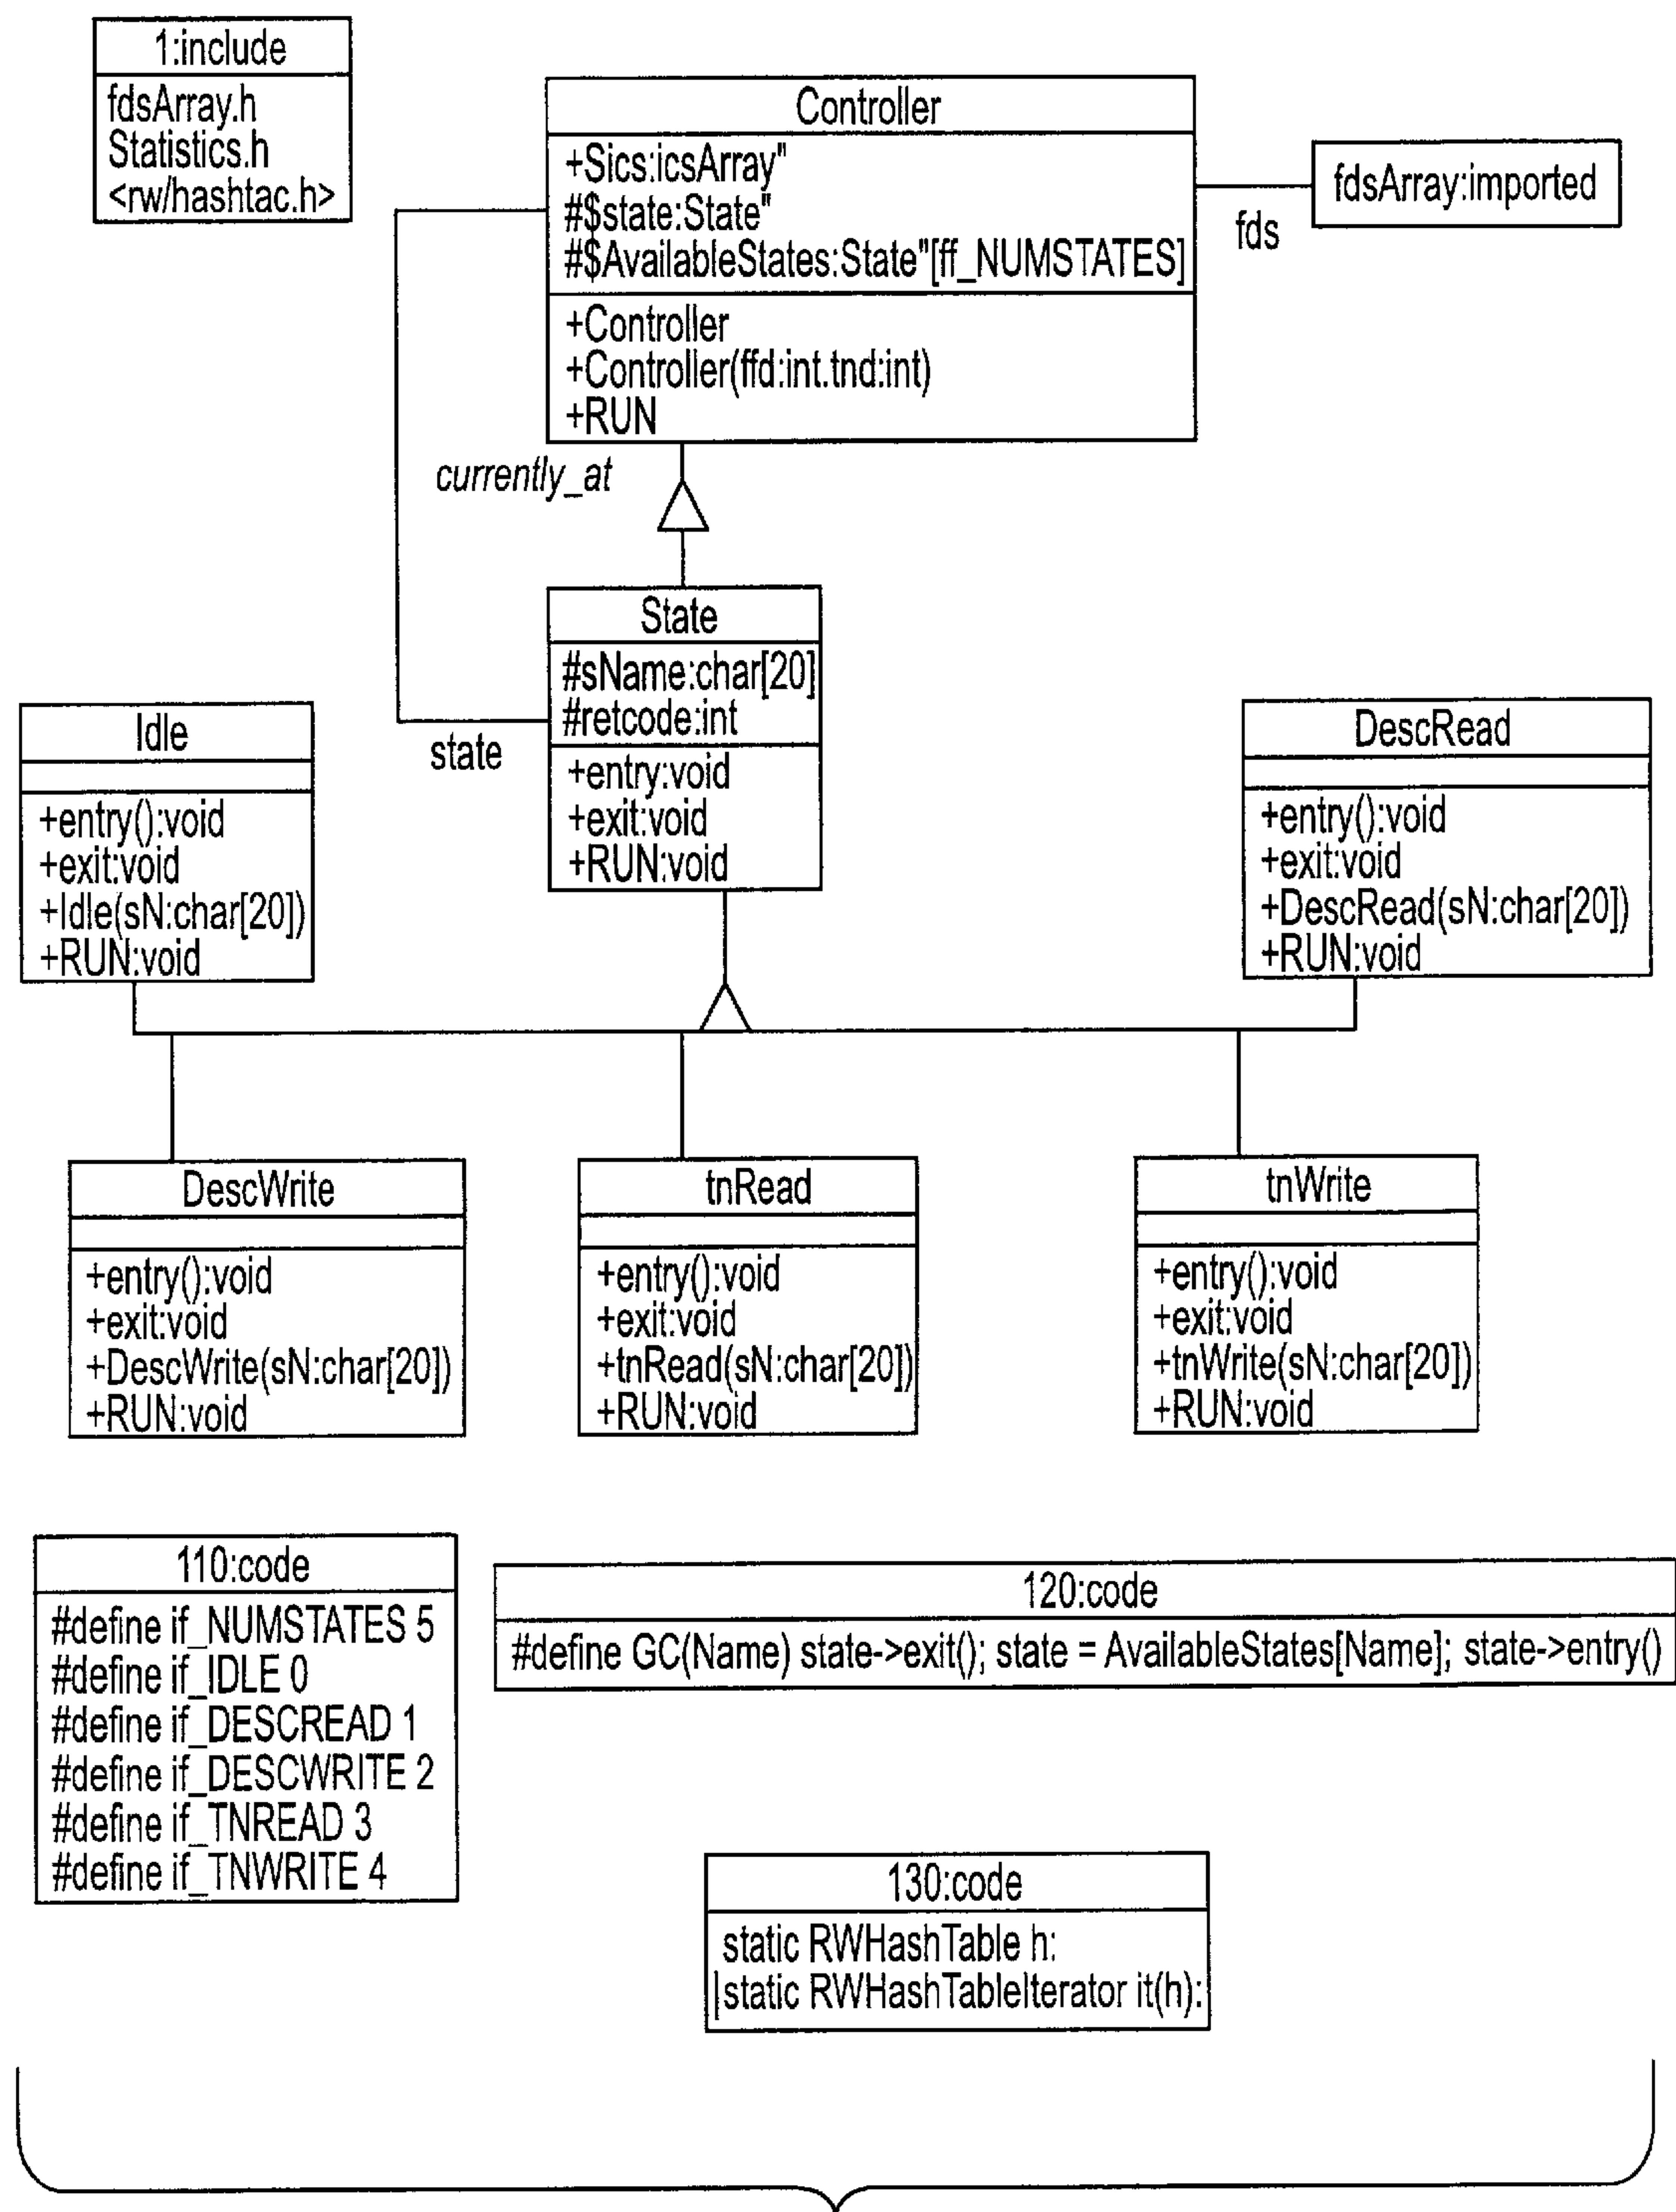 1:include
fdsArray.h
Statistics.h
<rw/hashtac.h>
Controller
+Sics:icsArray"
#$state:State"
#$AvailableStates:State"[ff_NUMSTATES]
+Controller
+Controller(ffd:int.tnd:int)
+RUN
fdsArray:imported
fds
currently_at
State
#sName:char[20]
#retcode:int
+entry:void
+exit:void
+RUN:void
state
Idle
+entry():void
+exit:void
+Idle(sN:char[20])
+RUN:void
DescRead
+entry():void
+exit:void
+DescRead(sN:char[20])
+RUN:void
DescWrite
+entry():void
+exit:void
+DescWrite(sN:char[20])
+RUN:void
tnRead
+entry():void
+exit:void
+tnRead(sN:char[20])
+RUN:void
tnWrite
+entry():void
+exit:void
+tnWrite(sN:char[20])
+RUN:void
110:code
#define if_NUMSTATES 5
#define if_IDLE 0
#define if_DESCREAD 1
#define if_DESCWRITE 2
#define if_TNREAD 3
#define if_TNWRITE 4
120:code
#define GC(Name) state->exit(); state = AvailableStates[Name]; state->entry()
130:code
static RWHashTable h:
static RWHashTableIterator it(h):